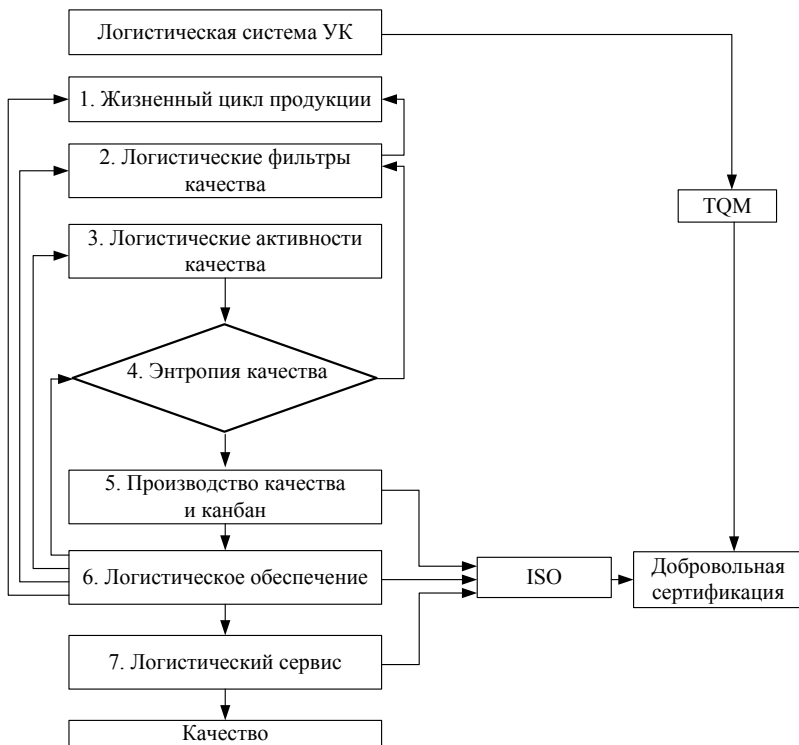 Логистическая система УК
1. Жизненный цикл продукции
2. Логистические фильтры
качества
TQM
3. Логистические активности
качества
4. Энтропия качества
5. Производство качества
и канбан
6. Логистическое обеспечение
ISO
Добровольная
сертификация
7. Логистический сервис
Качество